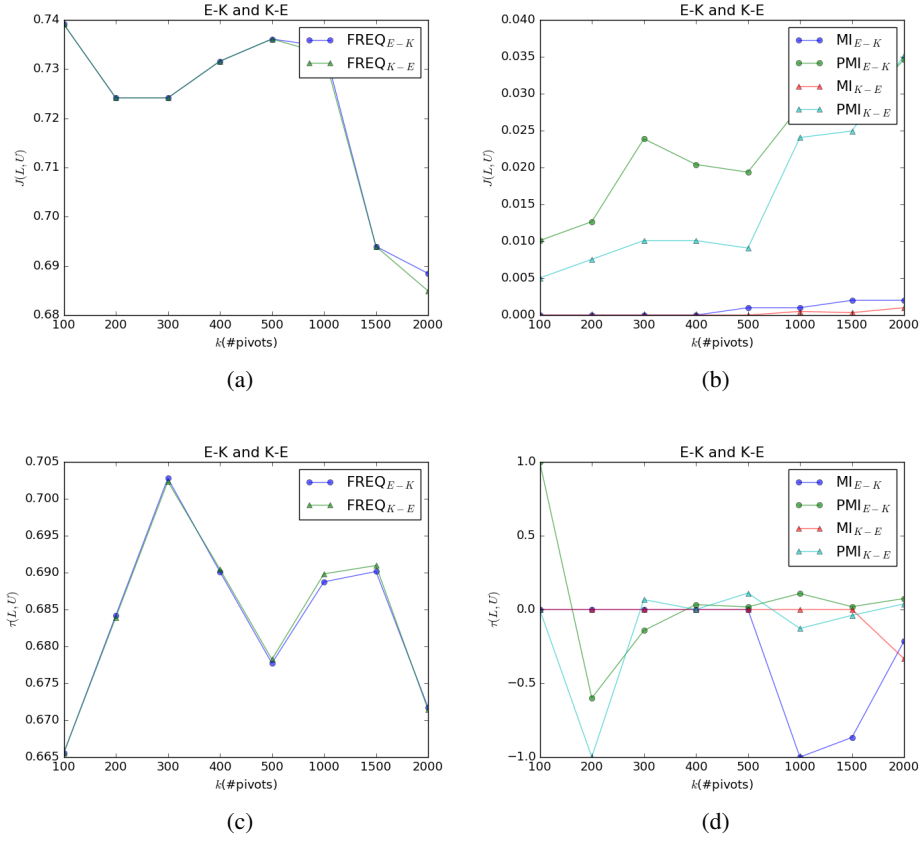 E-K and K-E
0.74
0.73
0.72
0.71
0.70
0.69
0.68
J(L,U)
FREQ_{E-K}
FREQ_{K-E}
100 200 300 400 500 1000 1500 2000
k(#pivots)
(a)
E-K and K-E
0.040
0.035
0.030
0.025
0.020
0.015
0.010
0.005
0.000
J(L,U)
MI_{E-K}
PMI_{E-K}
MI_{K-E}
PMI_{K-E}
100 200 300 400 500 1000 1500 2000
k(#pivots)
(b)
E-K and K-E
0.705
0.700
0.695
0.690
0.685
0.680
0.675
0.670
0.665
τ(L,U)
FREQ_{E-K}
FREQ_{K-E}
100 200 300 400 500 1000 1500 2000
k(#pivots)
(c)
E-K and K-E
1.0
0.5
0.0
−0.5
−1.0
τ(L,U)
MI_{E-K}
PMI_{E-K}
MI_{K-E}
PMI_{K-E}
100 200 300 400 500 1000 1500 2000
k(#pivots)
(d)